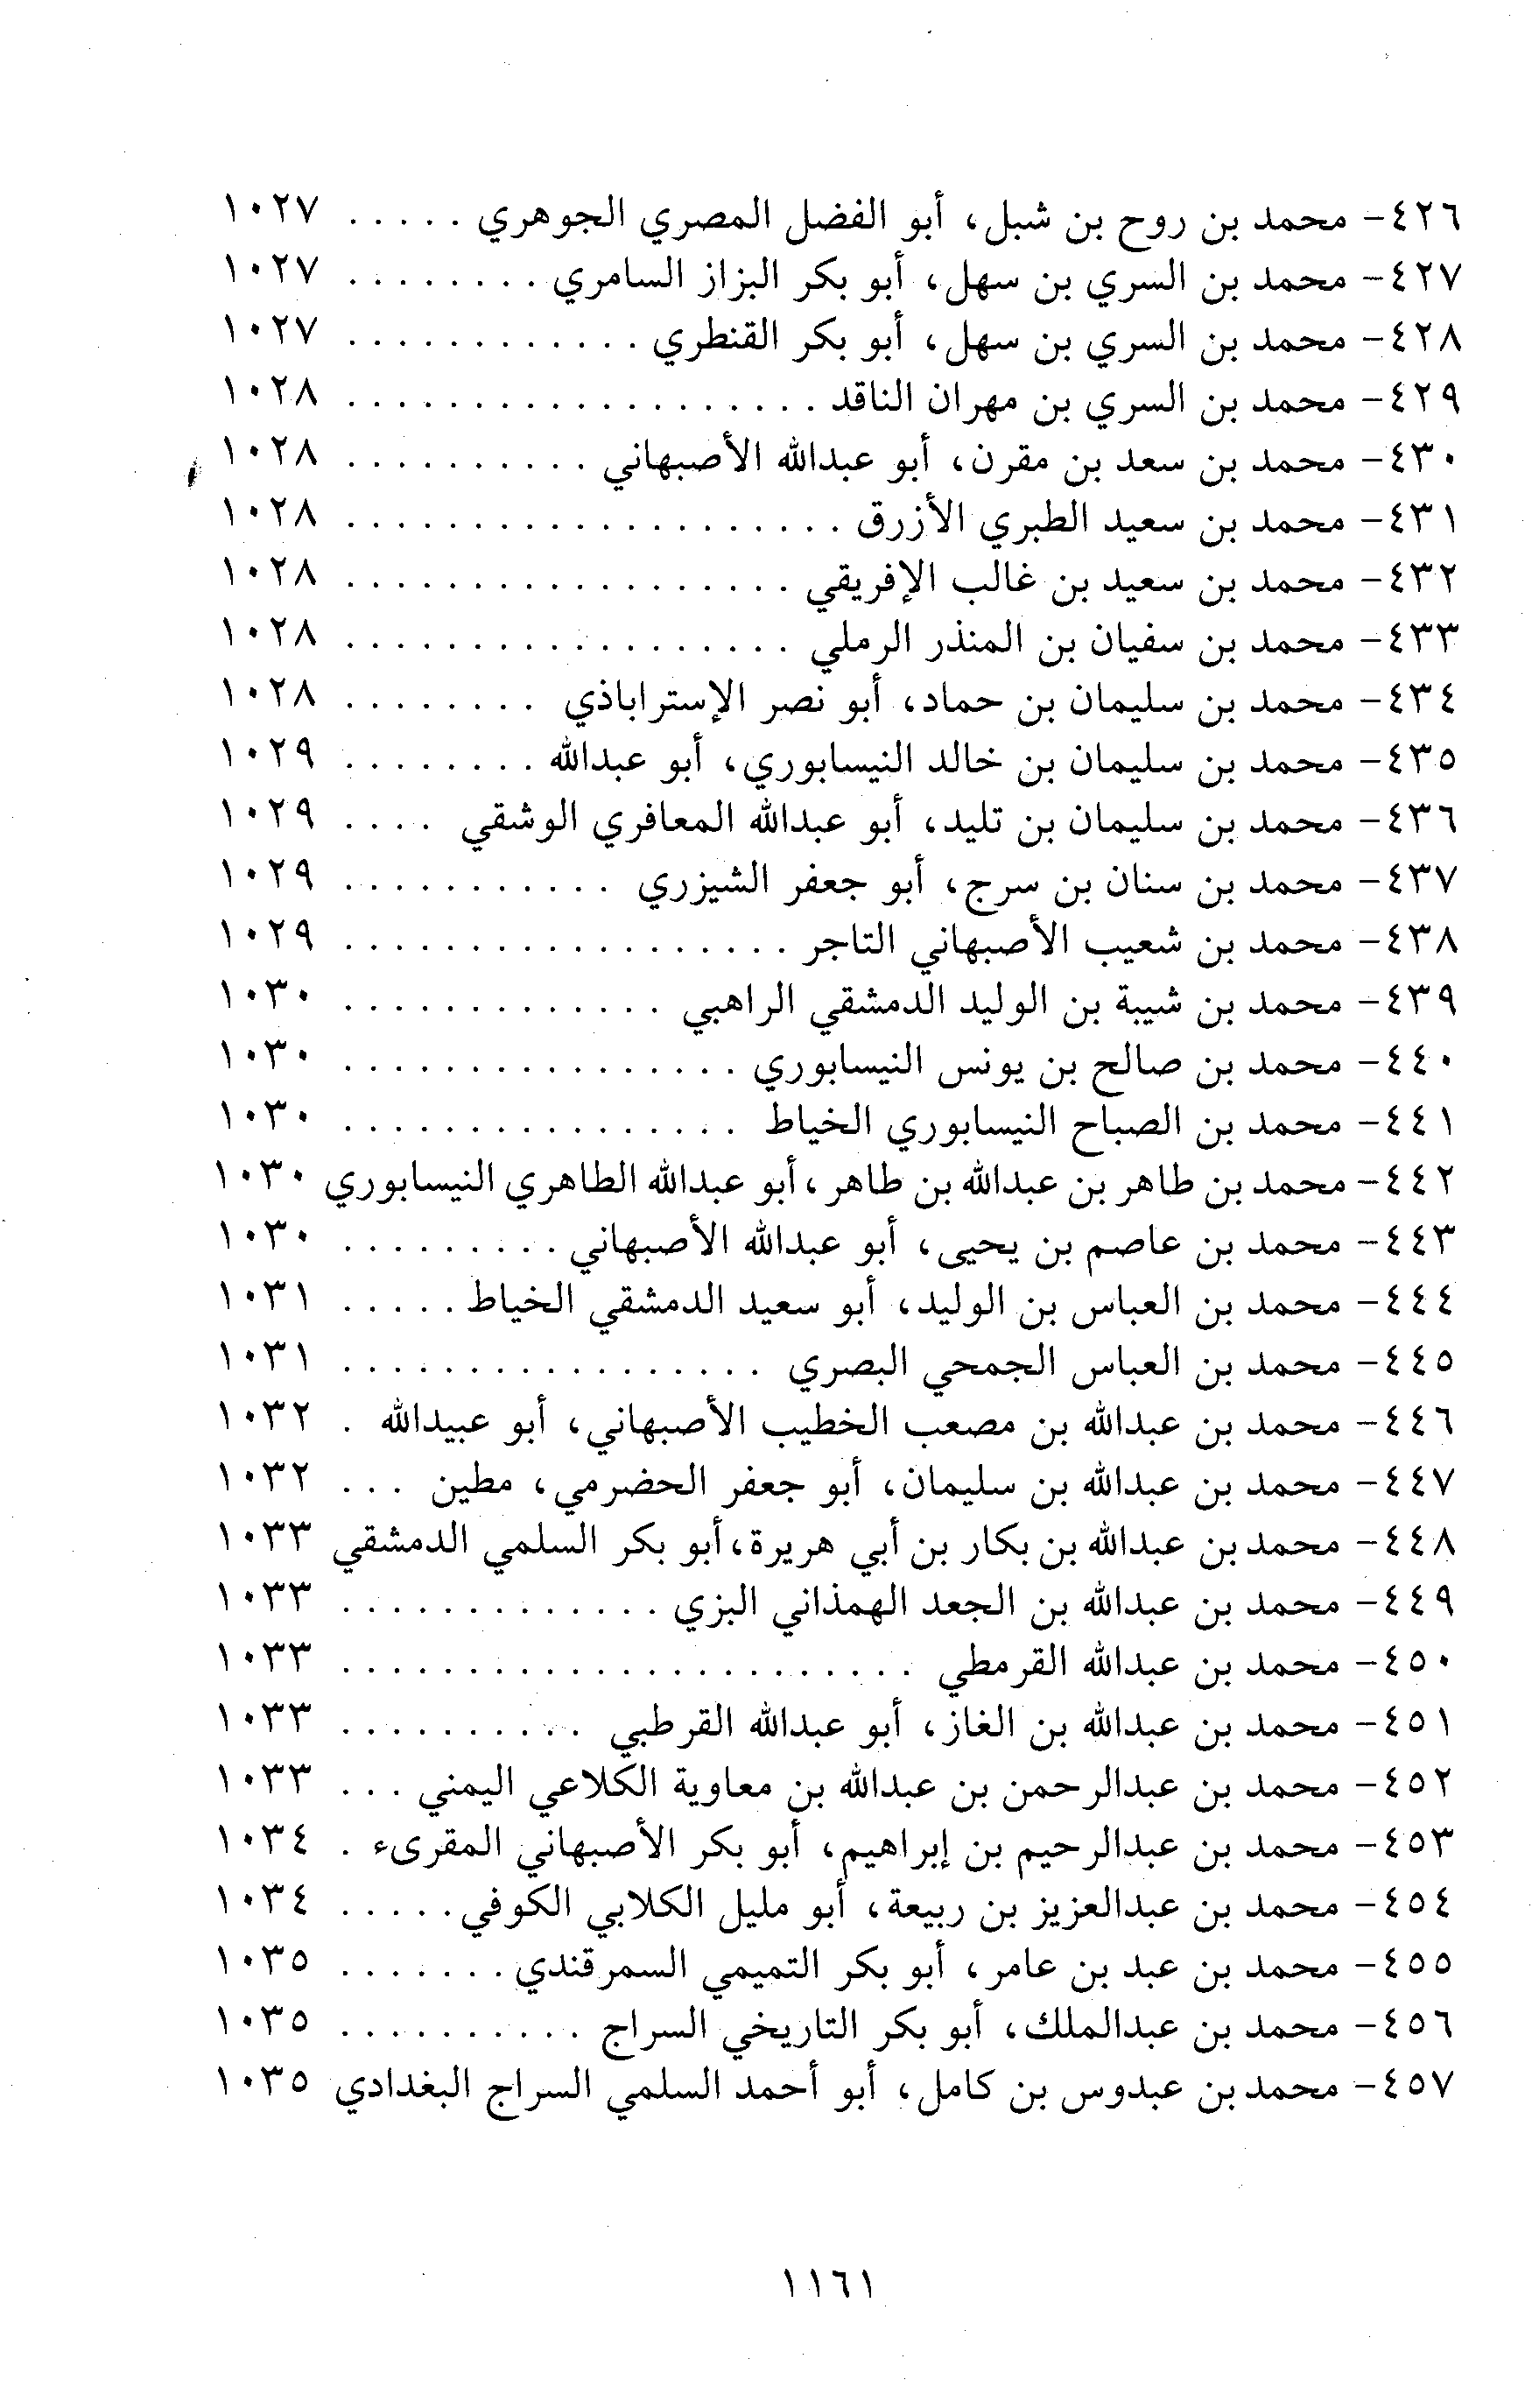 ٤٢٦- محمد بن روح بن شبل، أبو الفضل المصري الجوهري ..... ١٠٢٧
٤٢٧- محمد بن السري بن سهل، أبو بكر البزاز السامري ........ ١٠٢٧
٤٢٨- محمد بن السري بن سهل، أبو بكر القنطري ............ ١٠٢٧
٤٢٩- محمد بن السري بن مهران الناقد ................... ١٠٢٨
٤٣٠- محمد بن سعد بن مقرن، أبو عبدالله الأصبهاني .......... ١٠٢٨
٤٣١- محمد بن سعيد الطبري الأزرق .................... ١٠٢٨
٤٣٢- محمد بن سعيد بن غالب الإفريقي .................. ١٠٢٨
٤٣٣- محمد بن سفيان بن المنذر الرملي .................. ١٠٢٨
٤٣٤- محمد بن سليمان بن حماد، أبو نصر الإستراباذي ........ ١٠٢٨
٤٣٥- محمد بن سليمان بن خالد النيسابوري، أبو عبدالله ........ ١٠٢٩
٤٣٦- محمد بن سليمان بن تليد، أبو عبدالله المعافري الوشقي .... ١٠٢٩
٤٣٧- محمد بن سنان بن سرج، أبو جعفر الشيزري ........... ١٠٢٩
٤٣٨- محمد بن شعيب الأصبهاني التاجر .................. ١٠٢٩
٤٣٩- محمد بن شيبة بن الوليد الدمشقي الراهبي ............. ١٠٣٠
٤٤٠- محمد بن صالح بن يونس النيسابوري ................ ١٠٣٠
٤٤١- محمد بن الصباح النيسابوري الخياط ................ ١٠٣٠
٤٤٢- محمد بن طاهر بن عبدالله بن طاهر، أبو عبدالله الطاهري النيسابوري ١٠٣٠
٤٤٣- محمد بن عاصم بن يحيى، أبو عبدالله الأصبهاني ......... ١٠٣٠
٤٤٤- محمد بن العباس بن الوليد، أبو سعيد الدمشقي الخياط ..... ١٠٣١
٤٤٥- محمد بن العباس الجمحي البصري ................. ١٠٣١
٤٤٦- محمد بن عبدالله بن مصعب الخطيب الأصبهاني، أبو عبيدالله . ١٠٣٢
٤٤٧- محمد بن عبدالله بن سليمان، أبو جعفر الحضرمي، مطين ... ١٠٣٢
٤٤٨- محمد بن عبدالله بن بكار بن أبي هريرة، أبو بكر السلمي الدمشقي ١٠٣٣
٤٤٩- محمد بن عبدالله بن الجعد الهمذاني البزي ............. ١٠٣٣
٤٥٠- محمد بن عبدالله القرمطي ....................... ١٠٣٣
٤٥١- محمد بن عبدالله بن الغاز، أبو عبدالله القرطبي .......... ١٠٣٣
٤٥٢- محمد بن عبدالرحمن بن عبدالله بن معاوية الكلاعي اليمني ... ١٠٣٣
٤٥٣- محمد بن عبدالرحيم بن إبراهيم، أبو بكر الأصبهاني المقرىء . ١٠٣٤
٤٥٤- محمد بن عبدالعزيز بن ربيعة، أبو مليل الكلابي الكوفي ..... ١٠٣٤
٤٥٥- محمد بن عبد بن عامر، أبو بكر التميمي السمرقندي ....... ١٠٣٥
٤٥٦- محمد بن عبدالملك، أبو بكر التاريخي السراج .......... ١٠٣٥
٤٥٧- محمد بن عبدوس بن كامل، أبو أحمد السلمي السراج البغدادي ١٠٣٥
١١٦١